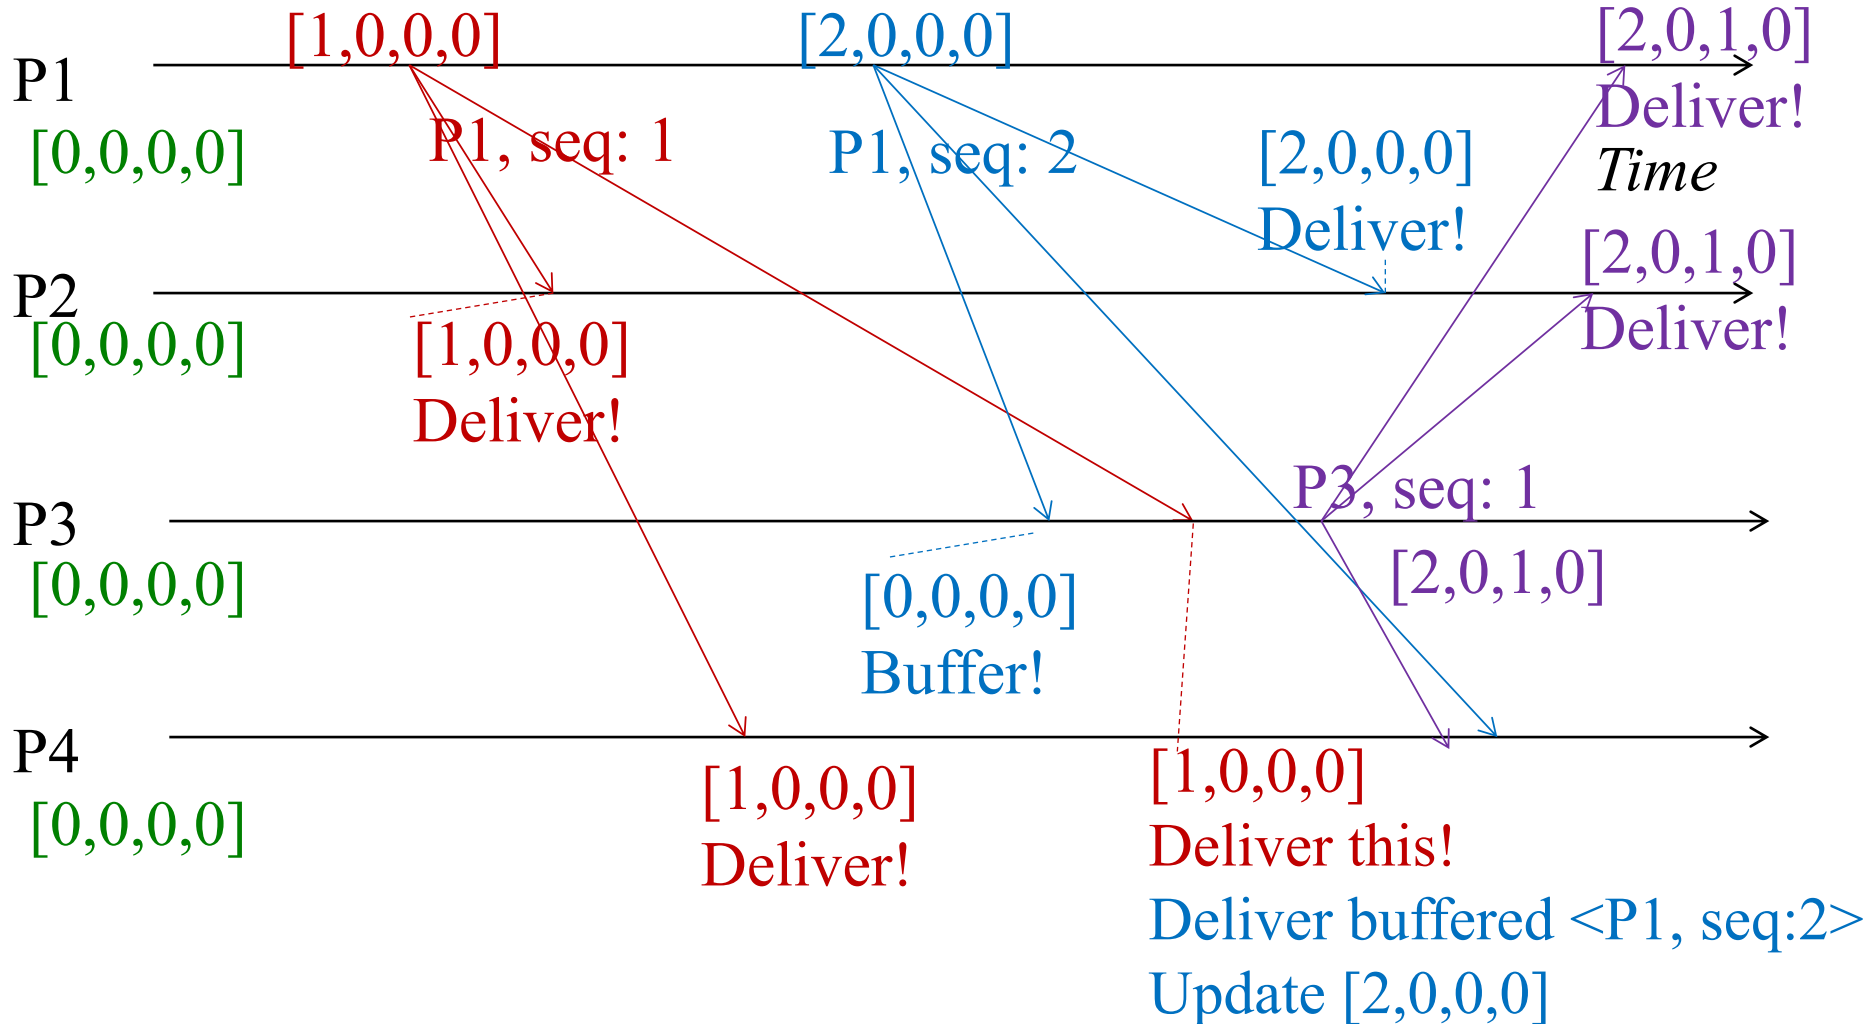 [1,0,0,0]
[2,0,0,0]
[2,0,1,0]
Deliver!
Time
P1
[0,0,0,0]
P1, seq: 1
P1, seq: 2
[2,0,0,0]
Deliver!
[2,0,1,0]
Deliver!
P2
[0,0,0,0]
[1,0,0,0]
Deliver!
P3, seq: 1
[2,0,1,0]
P3
[0,0,0,0]
[0,0,0,0]
Buffer!
P4
[0,0,0,0]
[1,0,0,0]
Deliver!
[1,0,0,0]
Deliver this!
Deliver buffered <P1, seq:2>
Update [2,0,0,0]